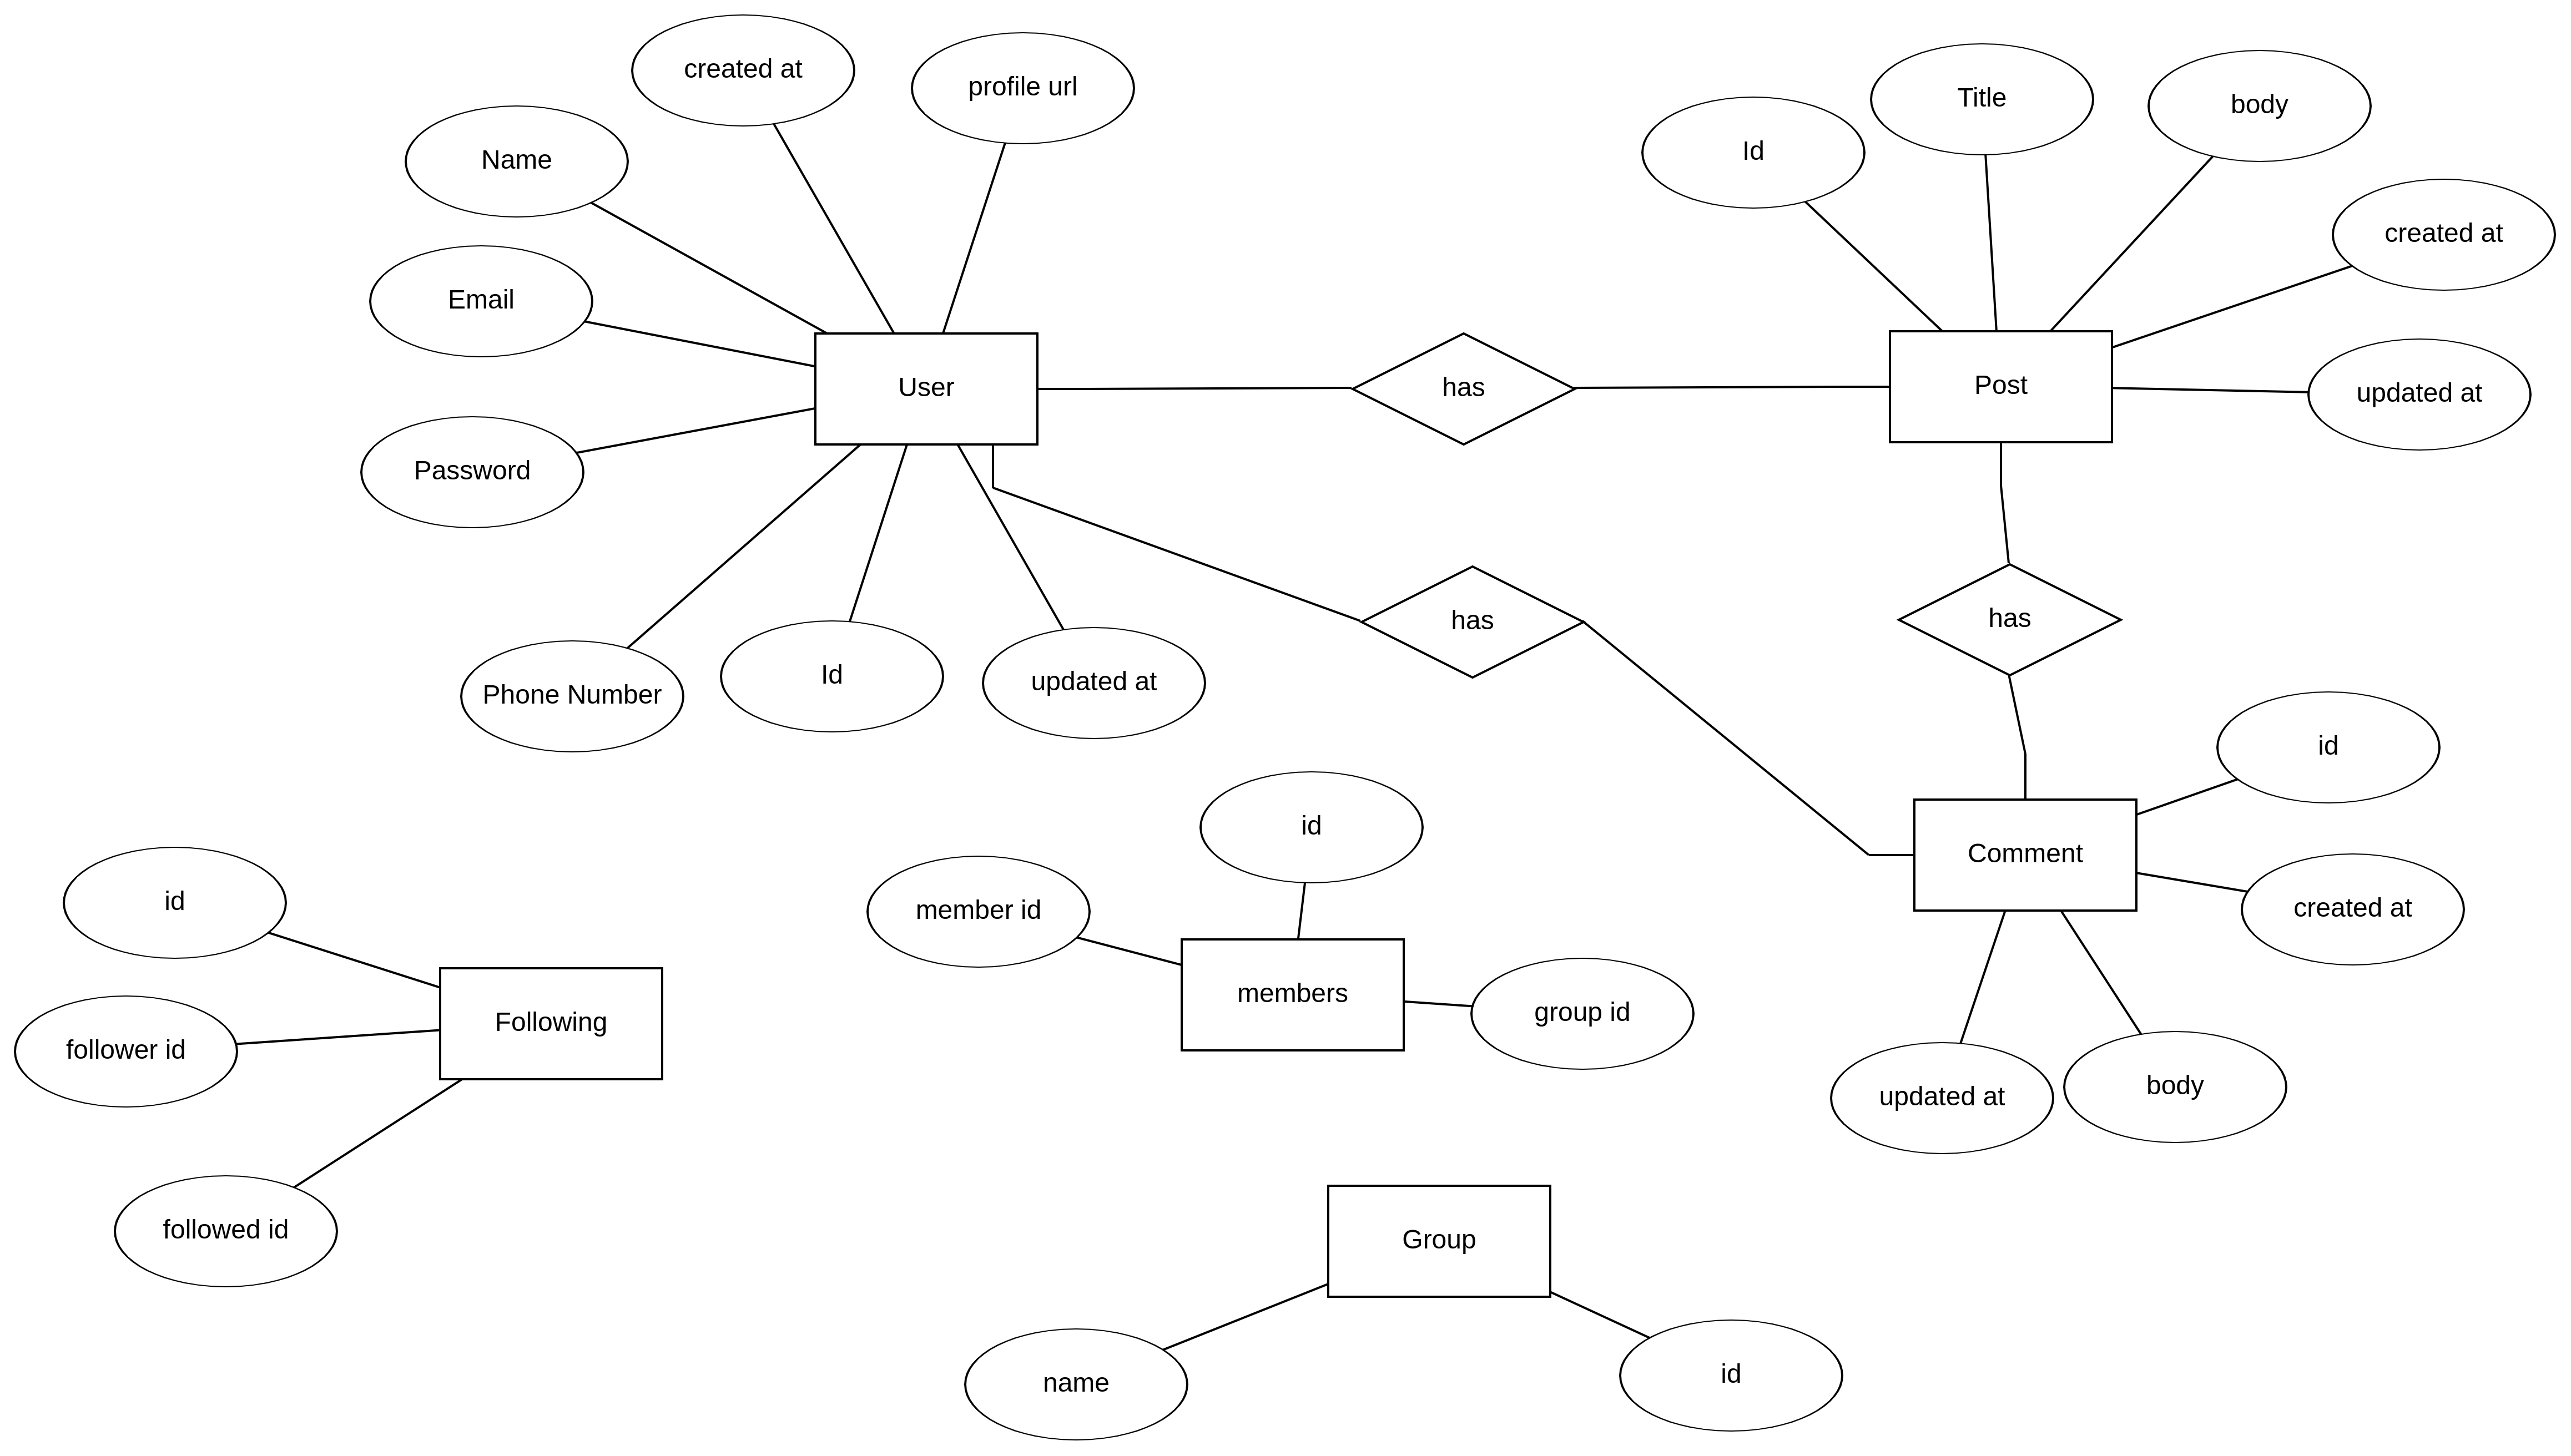 created at
profile url
Title
body
Id
Name
created at
Email
User
has
Post
updated at
Password
has
has
Phone Number
Id
updated at
id
id
Comment
id
member id
created at
members
group id
Following
follower id
updated at
body
followed id
Group
name
id